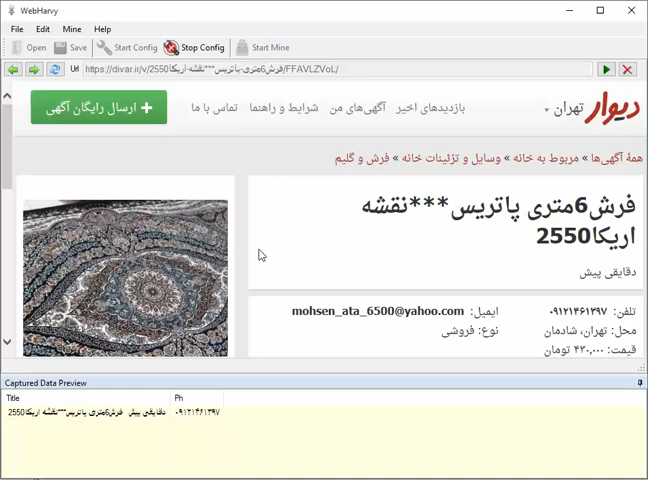 WebHarvy
File Edit Mine Help
Open Save Start Config Stop Config Start Mine
Url https://divar.ir/v/2550فرش6متری-پاتریس***نقشه-اریکا/FFAVLZVoL/
دیوار تهران بازدیدهای اخیر آگهی‌های من شرایط و راهنما تماس با ما + ارسال رایگان آگهی
همهٔ آگهی‌ها » مربوط به خانه » وسایل و تزئینات خانه » فرش و گلیم
فرش6متری پاتریس***نقشه
اریکا2550
دقایقی پیش
تلفن: ۰۹۱۲۱۴۶۱۳۹۷ ایمیل: mohsen_ata_6500@yahoo.com
محل: تهران، شادمان نوع: فروشی
قیمت: ۴۳۰,۰۰۰ تومان
Captured Data Preview
Title Ph
دقایقی پیش فرش6متری پاتریس***نقشه اریکا2550 ۰۹۱۲۱۴۶۱۳۹۷